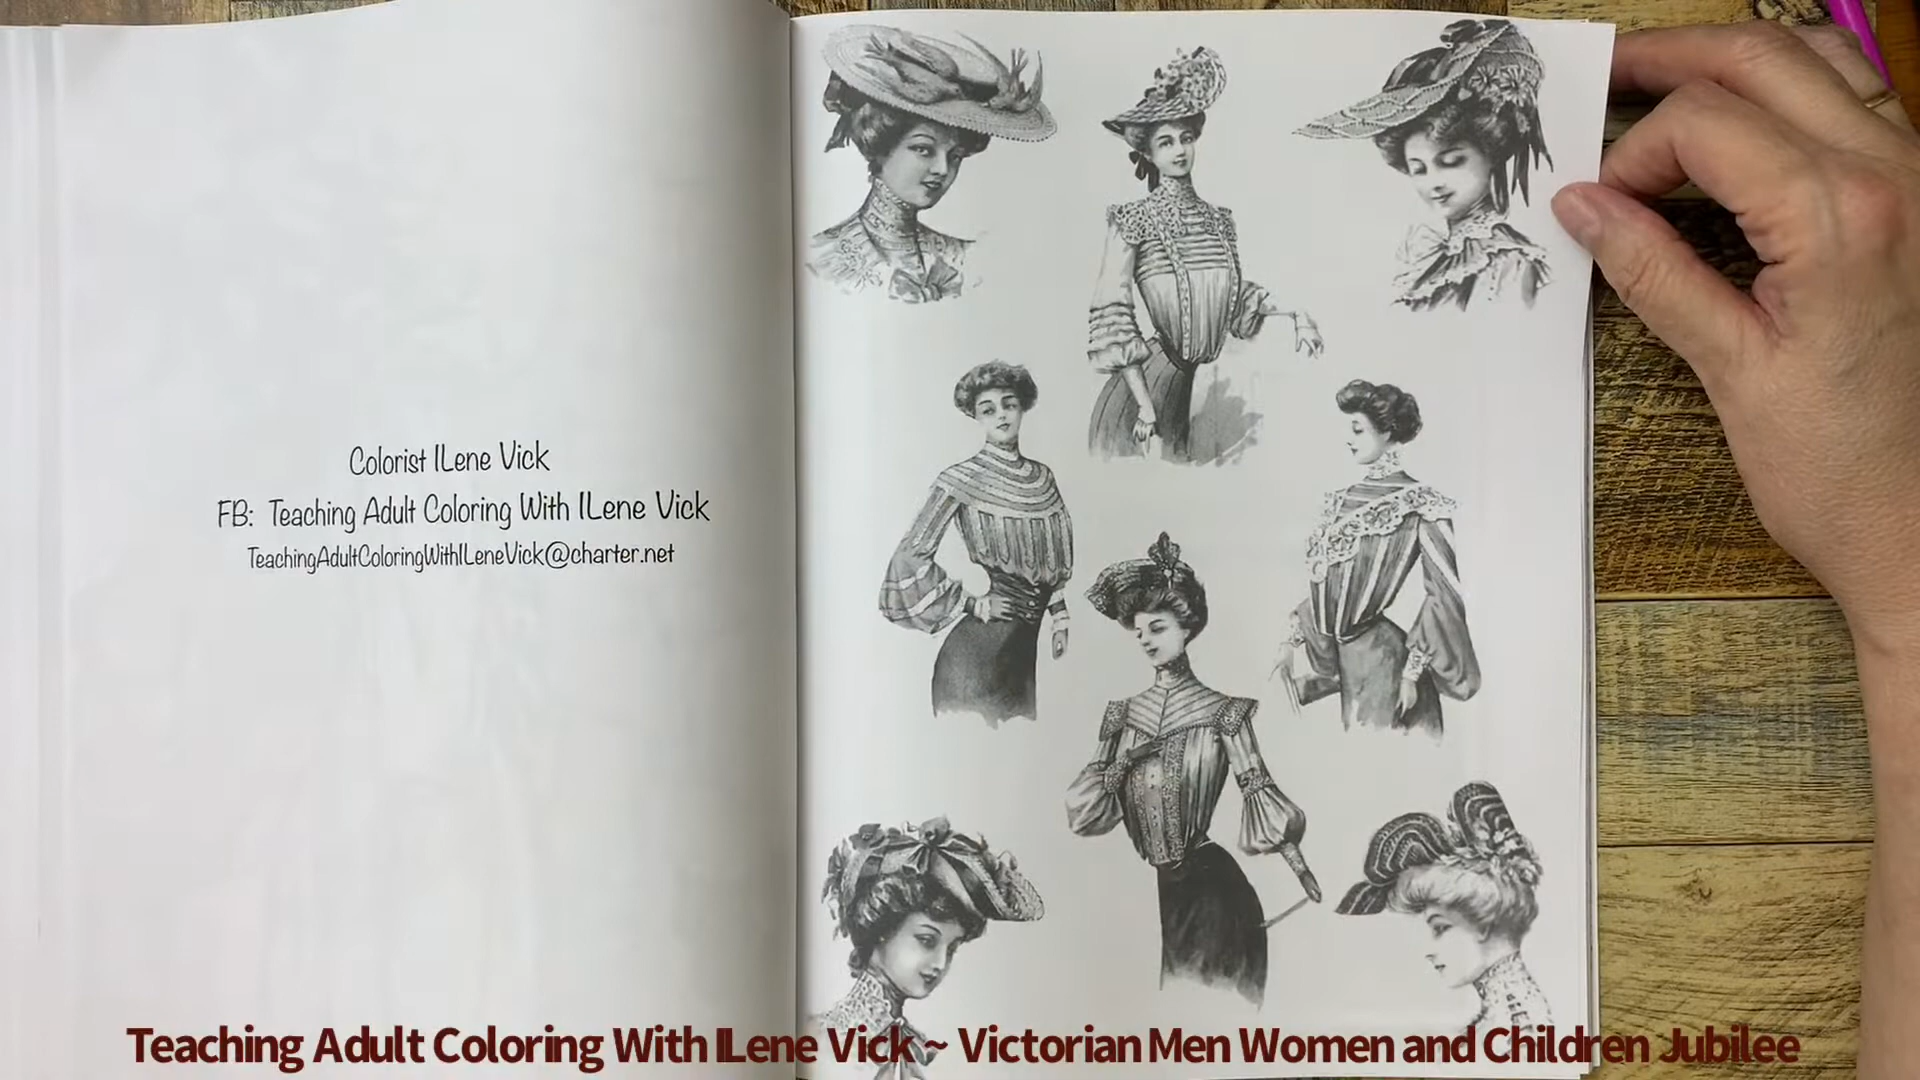 Colorist ILene Vick
FB: Teaching Adult Coloring With ILene Vick
TeachingAdultColoringWithILeneVick@charter.net
Teaching Adult Coloring With ILene Vick ~ Victorian Men Women and Children Jubilee